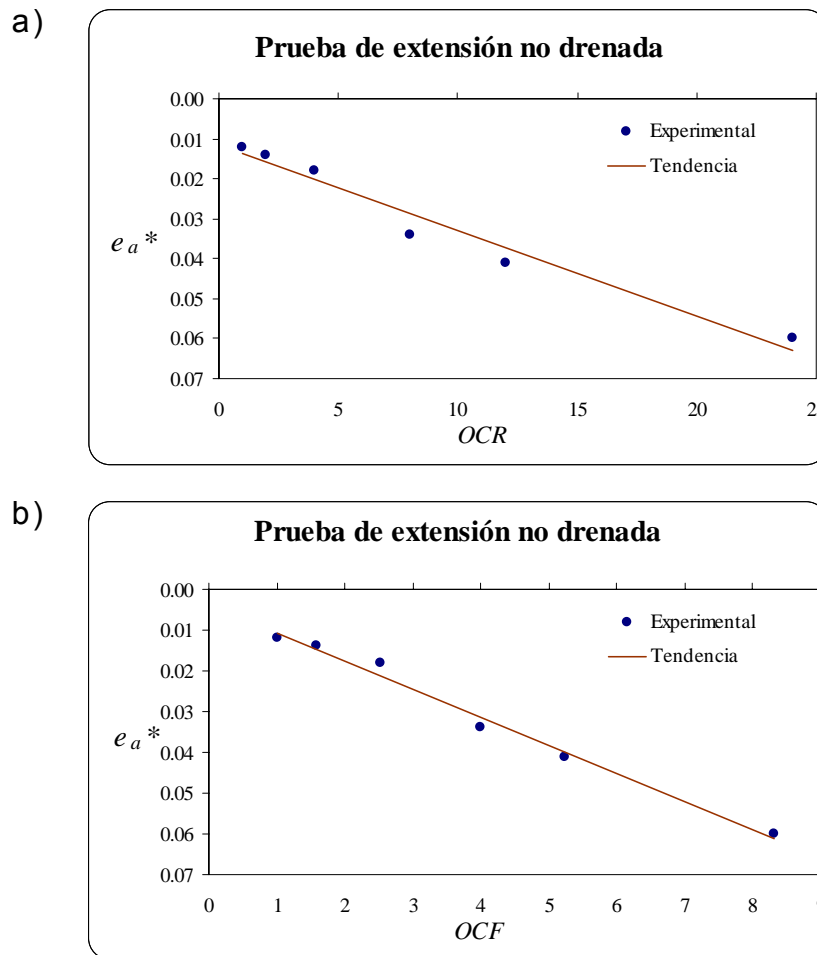 a)
Prueba de extensión no drenada
0.00
0.01
0.02
0.03
0.04
0.05
0.06
0.07
e a *
Experimental
Tendencia
0 5 10 15 20
OCR
b)
Prueba de extensión no drenada
0.00
0.01
0.02
0.03
0.04
0.05
0.06
0.07
e a *
Experimental
Tendencia
0 1 2 3 4 5 6 7 8
OCF